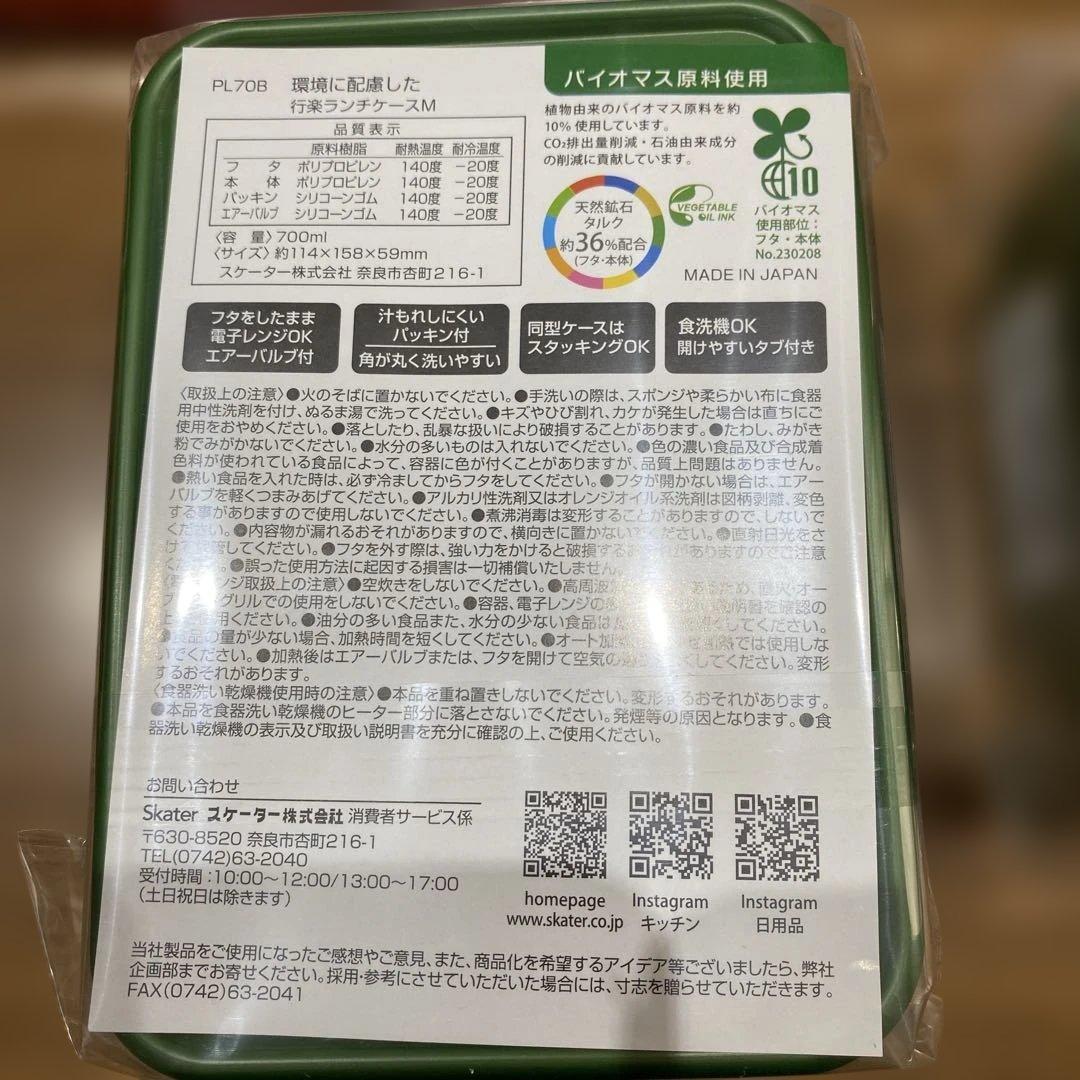 PL70B 環境に配慮した
行楽ランチケースM
バイオマス原料使用
植物由来のバイオマス原料を約
10%使用しています。
CO₂排出量削減・石油由来成分
の削減に貢献しています。
品質表示
原料樹脂 耐熱温度 耐冷温度
フタ ポリプロピレン 140度 −20度
本体 ポリプロピレン 140度 −20度
パッキン シリコーンゴム 140度 −20度
エアーバルブ シリコーンゴム 140度 −20度
〈容 量〉700ml
〈サイズ〉約114×158×59mm
スケーター株式会社 奈良市杏町216-1
天然鉱石
タルク
約36%配合
(フタ・本体)
VEGETABLE
OIL INK
10
バイオマス
使用部位:
フタ・本体
No.230208
MADE IN JAPAN
フタをしたまま
電子レンジOK
エアーバルブ付
汁もれしにくい
パッキン付
角が丸く洗いやすい
同型ケースは
スタッキングOK
食洗機OK
開けやすいタブ付き
〈取扱上の注意〉●火のそばに置かないでください。●手洗いの際は、スポンジや柔らかい布に食器
用中性洗剤を付け、ぬるま湯で洗ってください。●キズやひび割れ、カケが発生した場合は直ちにご
使用をおやめください。●落としたり、乱暴な扱いにより破損することがあります。●たわし、みがき
粉でみがかないでください。●水分の多いものは入れないでください。●色の濃い食品及び合成着
色料が使われている食品によって、容器に色が付くことがありますが、品質上問題はありません。
●熱い食品を入れた時は、必ず冷ましてからフタをしてください。●フタが開かない場合は、エアー
バルブを軽くつまみあげてください。●アルカリ性洗剤又はオレンジオイル系洗剤は図柄剥離、変色
する事がありますので使用しないでください。●煮沸消毒は変形することがありますので、しないで
ください。●内容物が漏れるおそれがありますので、横向きに置かないでください。●直射日光をさ
けて してください。●フタを外す際は、強い力をかけると破損するおそれがありますのでご注意
ください。●誤った使用方法に起因する損害は一切補償いたしません。
ンジ取扱上の注意〉●空炊きをしないでください。●高周波 ため、直火・オー
グリルでの使用をしないでください。●容器、電子レンジの 明書を確認の
用ください。●油分の多い食品また、水分の少ない食品は してください。
●食品の量が少ない場合、加熱時間を短くしてください。●オート加 では使用しな
いでください。●加熱後はエアーバルブまたは、フタを開けて空気の してください。変形
するおそれがあります。
〈食器洗い乾燥機使用時の注意〉●本品を重ね置きしないでください。変形するおそれがあります。
●本品を食器洗い乾燥機のヒーター部分に落とさないでください。発煙等の原因となります。●食
器洗い乾燥機の表示及び取扱い説明書を充分に確認の上、ご使用ください。
お問い合わせ
Skater スケーター株式会社 消費者サービス係
〒630-8520 奈良市杏町216-1
TEL(0742)63-2040
受付時間:10:00〜12:00/13:00〜17:00
(土日祝日は除きます)
homepage
www.skater.co.jp
Instagram
キッチン
Instagram
日用品
当社製品をご使用になったご感想やご意見、また、商品化を希望するアイデア等ございましたら、弊社
企画部までお寄せください。採用・参考にさせていただいた場合には、寸志を贈らせていただきます。
FAX(0742)63-2041